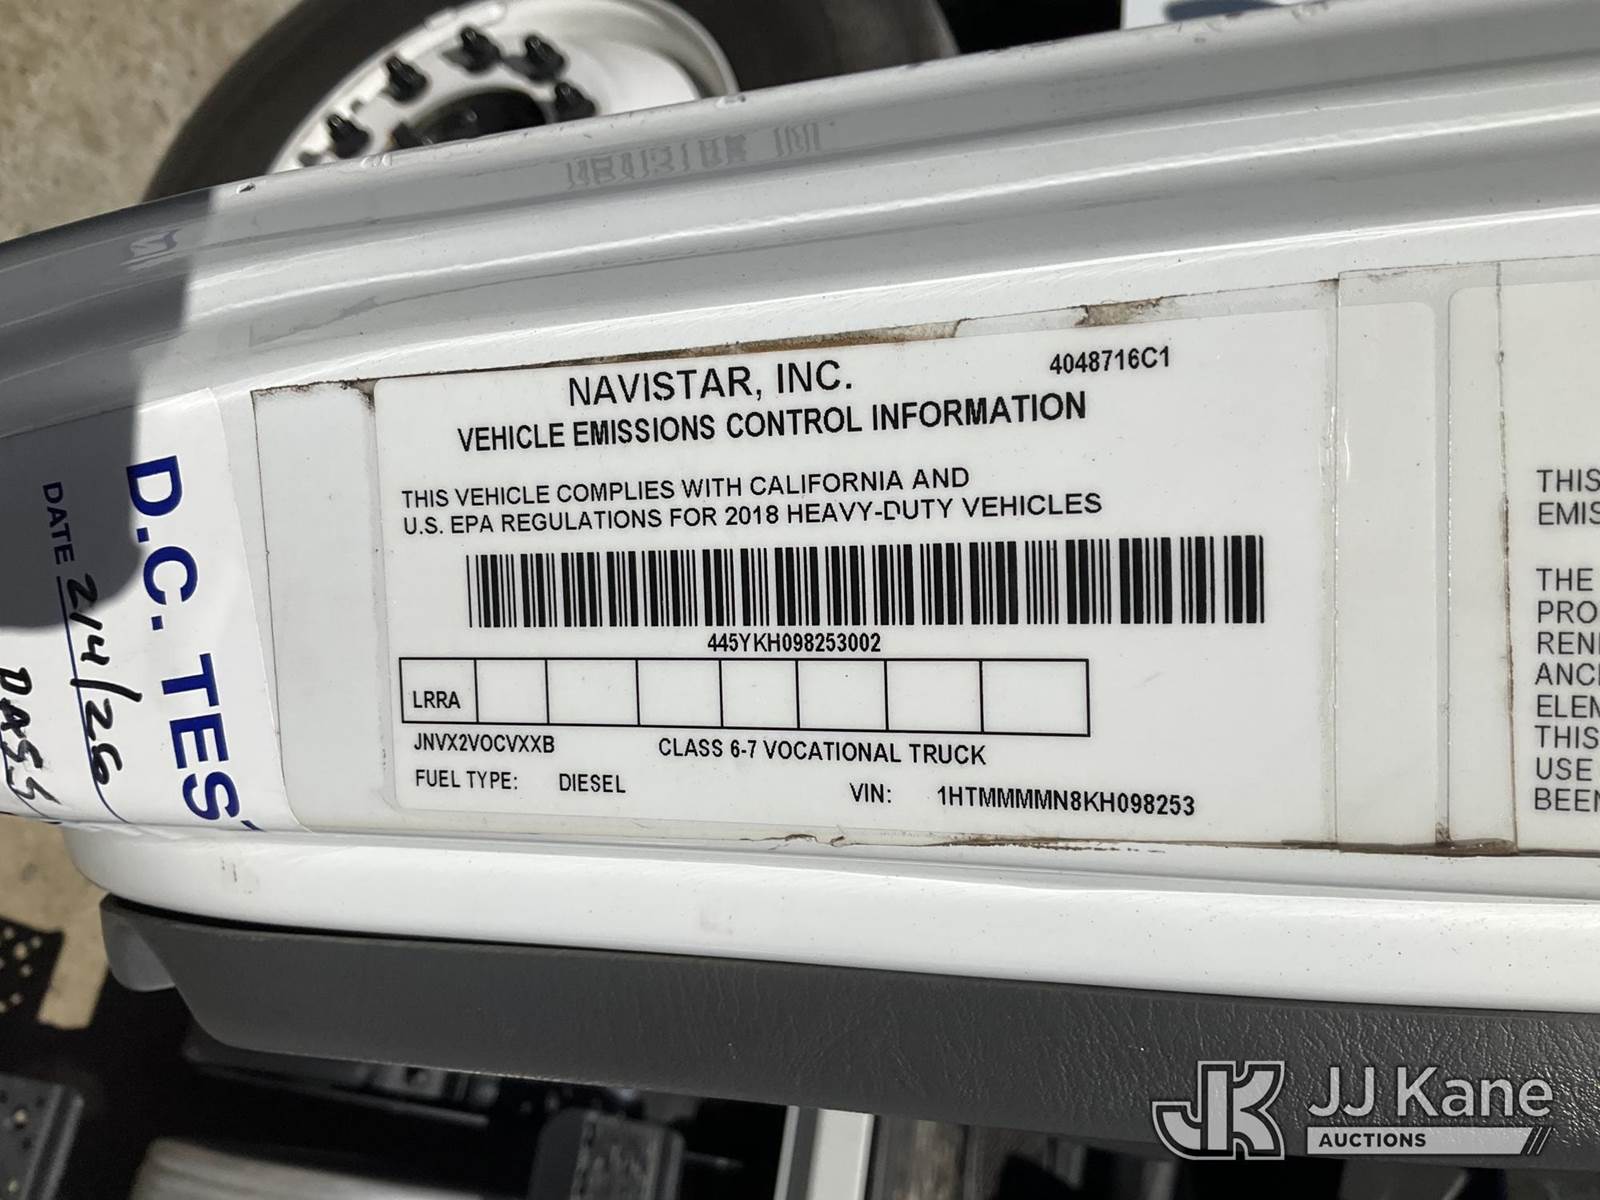 NAVISTAR, INC.
4048716C1
VEHICLE EMISSIONS CONTROL INFORMATION
THIS VEHICLE COMPLIES WITH CALIFORNIA AND
U.S. EPA REGULATIONS FOR 2018 HEAVY-DUTY VEHICLES
445YKH098253002
LRRA
JNVX2VOCVXXB
CLASS 6-7 VOCATIONAL TRUCK
FUEL TYPE: DIESEL
VIN: 1HTMMMMN8KH098253
D.C. TES
DATE 2/4/26
PASS
THIS
EMIS
THE
PRO
REN
ANC
ELEM
THIS
USE
BEEN
JK JJ Kane
AUCTIONS